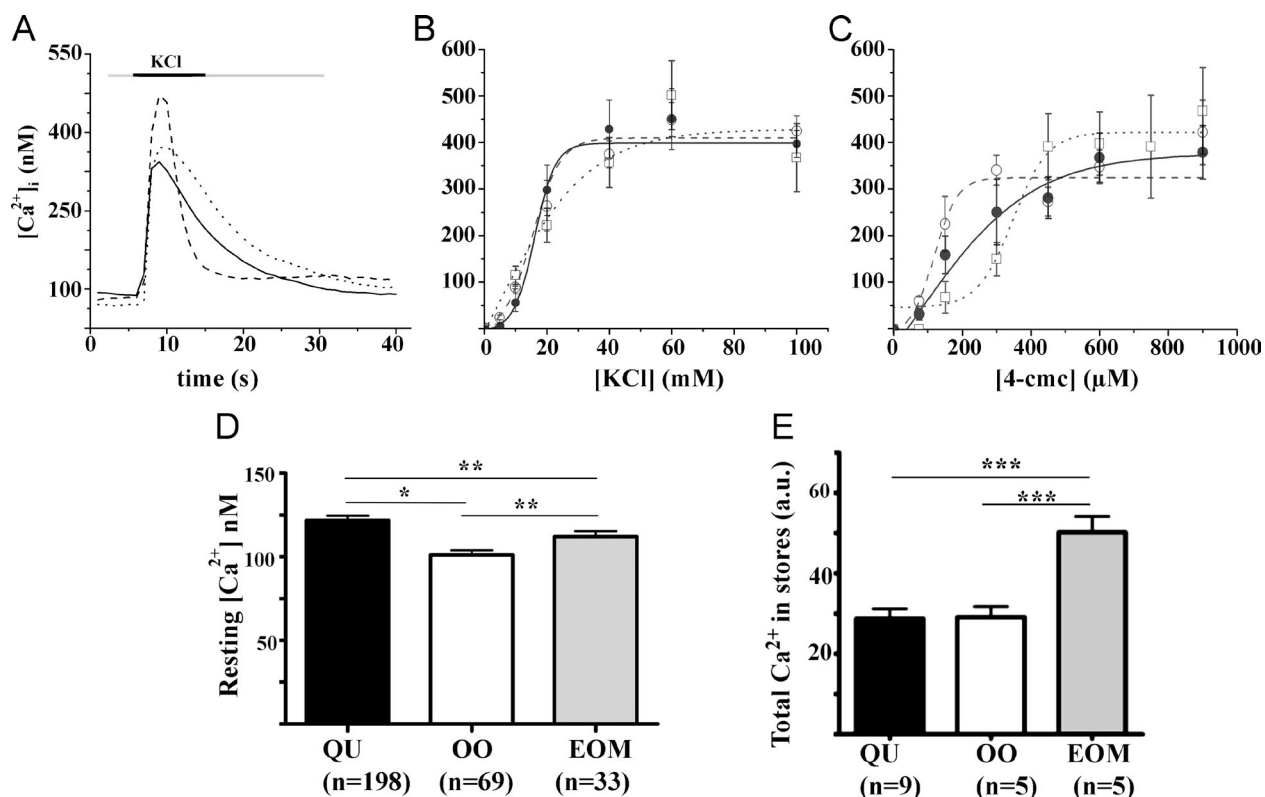 A
550
400
250
100
[Ca²⁺]ᵢ (nM)
KCl
0 10 20 30 40
time (s)
B
600
500
400
300
200
100
0 20 40 60 80 100
[KCl] (mM)
C
600
500
400
300
200
100
0 200 400 600 800 1000
[4-cmc] (µM)
D
150
100
50
Resting [Ca²⁺] nM
**
* **
QU OO EOM
(n=198) (n=69) (n=33)
E
60
40
20
Total Ca²⁺ in stores (a.u.)
***
***
QU OO EOM
(n=9) (n=5) (n=5)